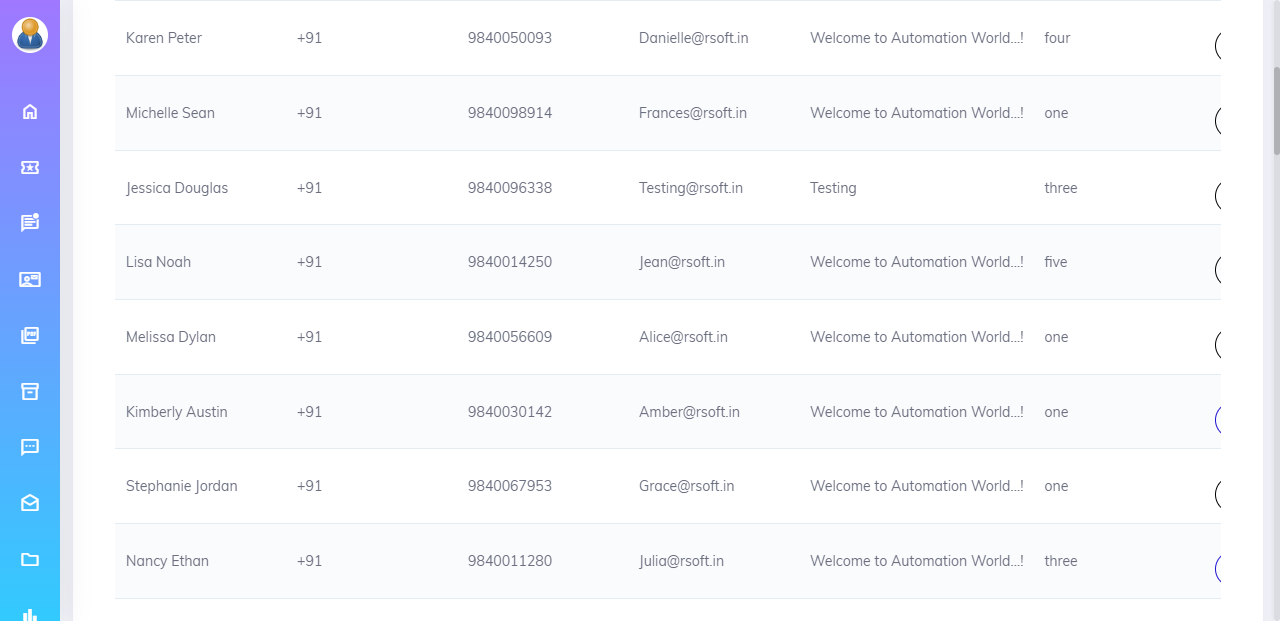 Karen Peter +91 9840050093 Danielle@rsoft.in Welcome to Automation World...! four
Michelle Sean +91 9840098914 Frances@rsoft.in Welcome to Automation World...! one
Jessica Douglas +91 9840096338 Testing@rsoft.in Testing three
Lisa Noah +91 9840014250 Jean@rsoft.in Welcome to Automation World...! five
Melissa Dylan +91 9840056609 Alice@rsoft.in Welcome to Automation World...! one
Kimberly Austin +91 9840030142 Amber@rsoft.in Welcome to Automation World...! one
Stephanie Jordan +91 9840067953 Grace@rsoft.in Welcome to Automation World...! one
Nancy Ethan +91 9840011280 Julia@rsoft.in Welcome to Automation World...! three